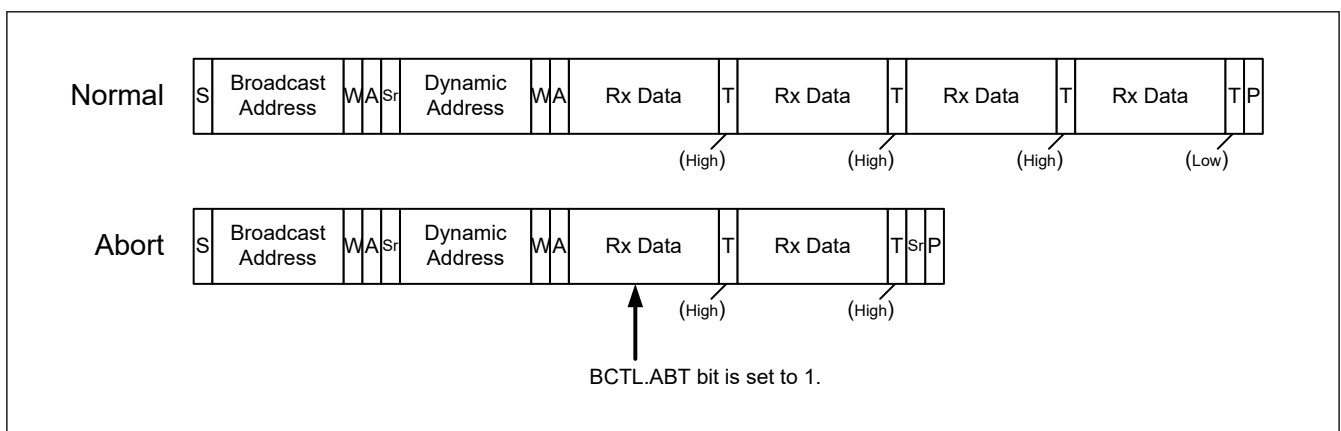 Normal
S Broadcast Address W A Sr Dynamic Address W A Rx Data T Rx Data T Rx Data T Rx Data T P
(High) (High) (High) (Low)
Abort
S Broadcast Address W A Sr Dynamic Address W A Rx Data T Rx Data T Sr P
(High) (High)
BCTL.ABT bit is set to 1.